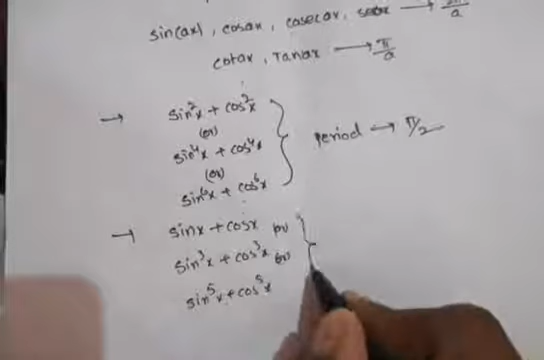 sin(ax), cosax, cosecax, secax → 2π/a
cotax, Tanax → π/a
→ sin²x + cos²x
(or)
sin⁴x + cos⁴x
(or)
sin⁶x + cos⁶x
period → π/2
→ sinx + cosx (or)
sin³x + cos³x (or)
sin⁵x + cos⁵x